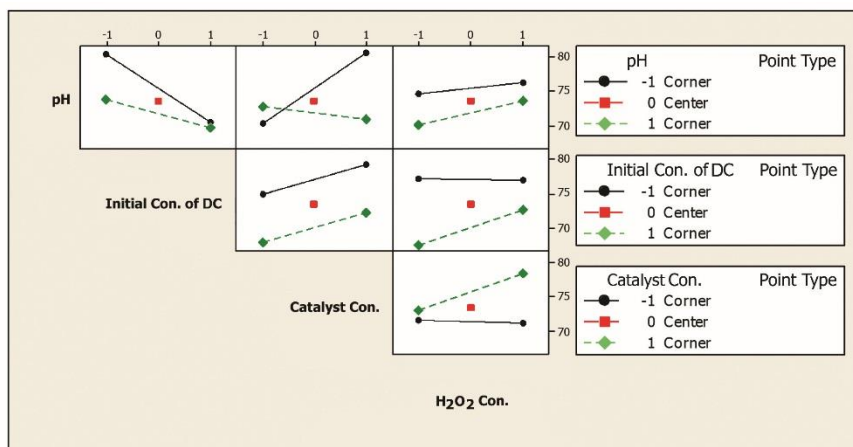 -1 0 1 -1 0 1 -1 0 1
pH
80
75
70
pH Point Type
-1 Corner
0 Center
1 Corner
Initial Con. of DC
80
75
70
Initial Con. of DC Point Type
-1 Corner
0 Center
1 Corner
Catalyst Con.
80
75
70
Catalyst Con. Point Type
-1 Corner
0 Center
1 Corner
H₂O₂ Con.